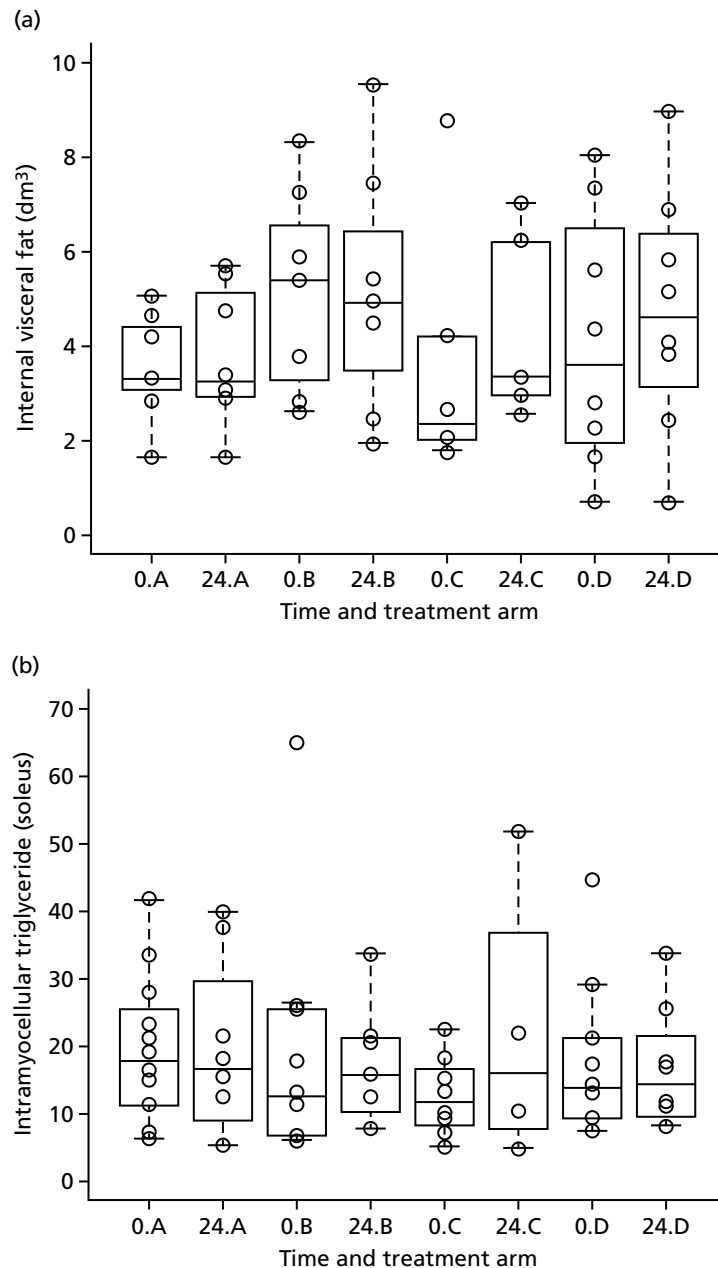 (a)
Internal visceral fat (dm³)
10
8
6
4
2
0
0.A 24.A 0.B 24.B 0.C 24.C 0.D 24.D
Time and treatment arm
(b)
Intramyocellular triglyceride (soleus)
70
60
50
40
30
20
10
0
0.A 24.A 0.B 24.B 0.C 24.C 0.D 24.D
Time and treatment arm